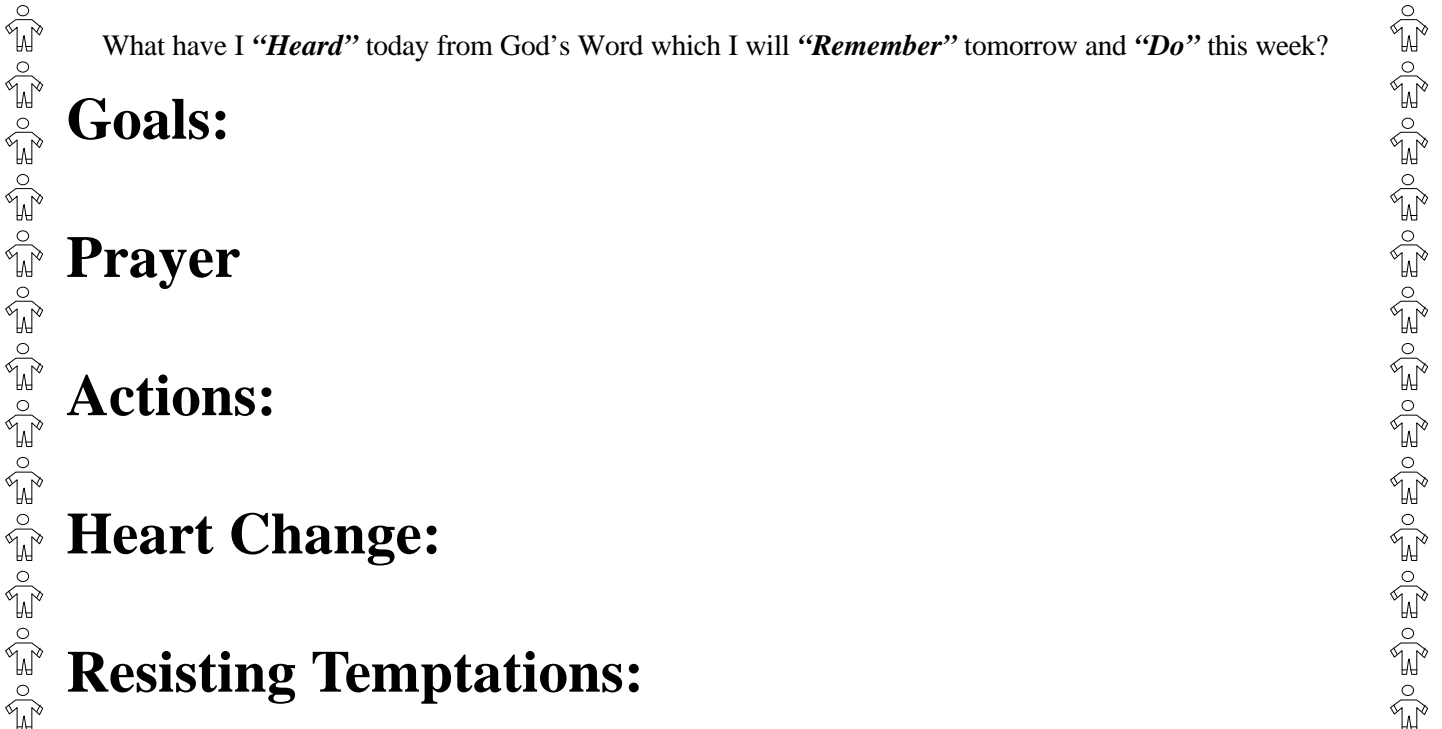 What have I “Heard” today from God’s Word which I will “Remember” tomorrow and “Do” this week?
Goals:
Prayer
Actions:
Heart Change:
Resisting Temptations: